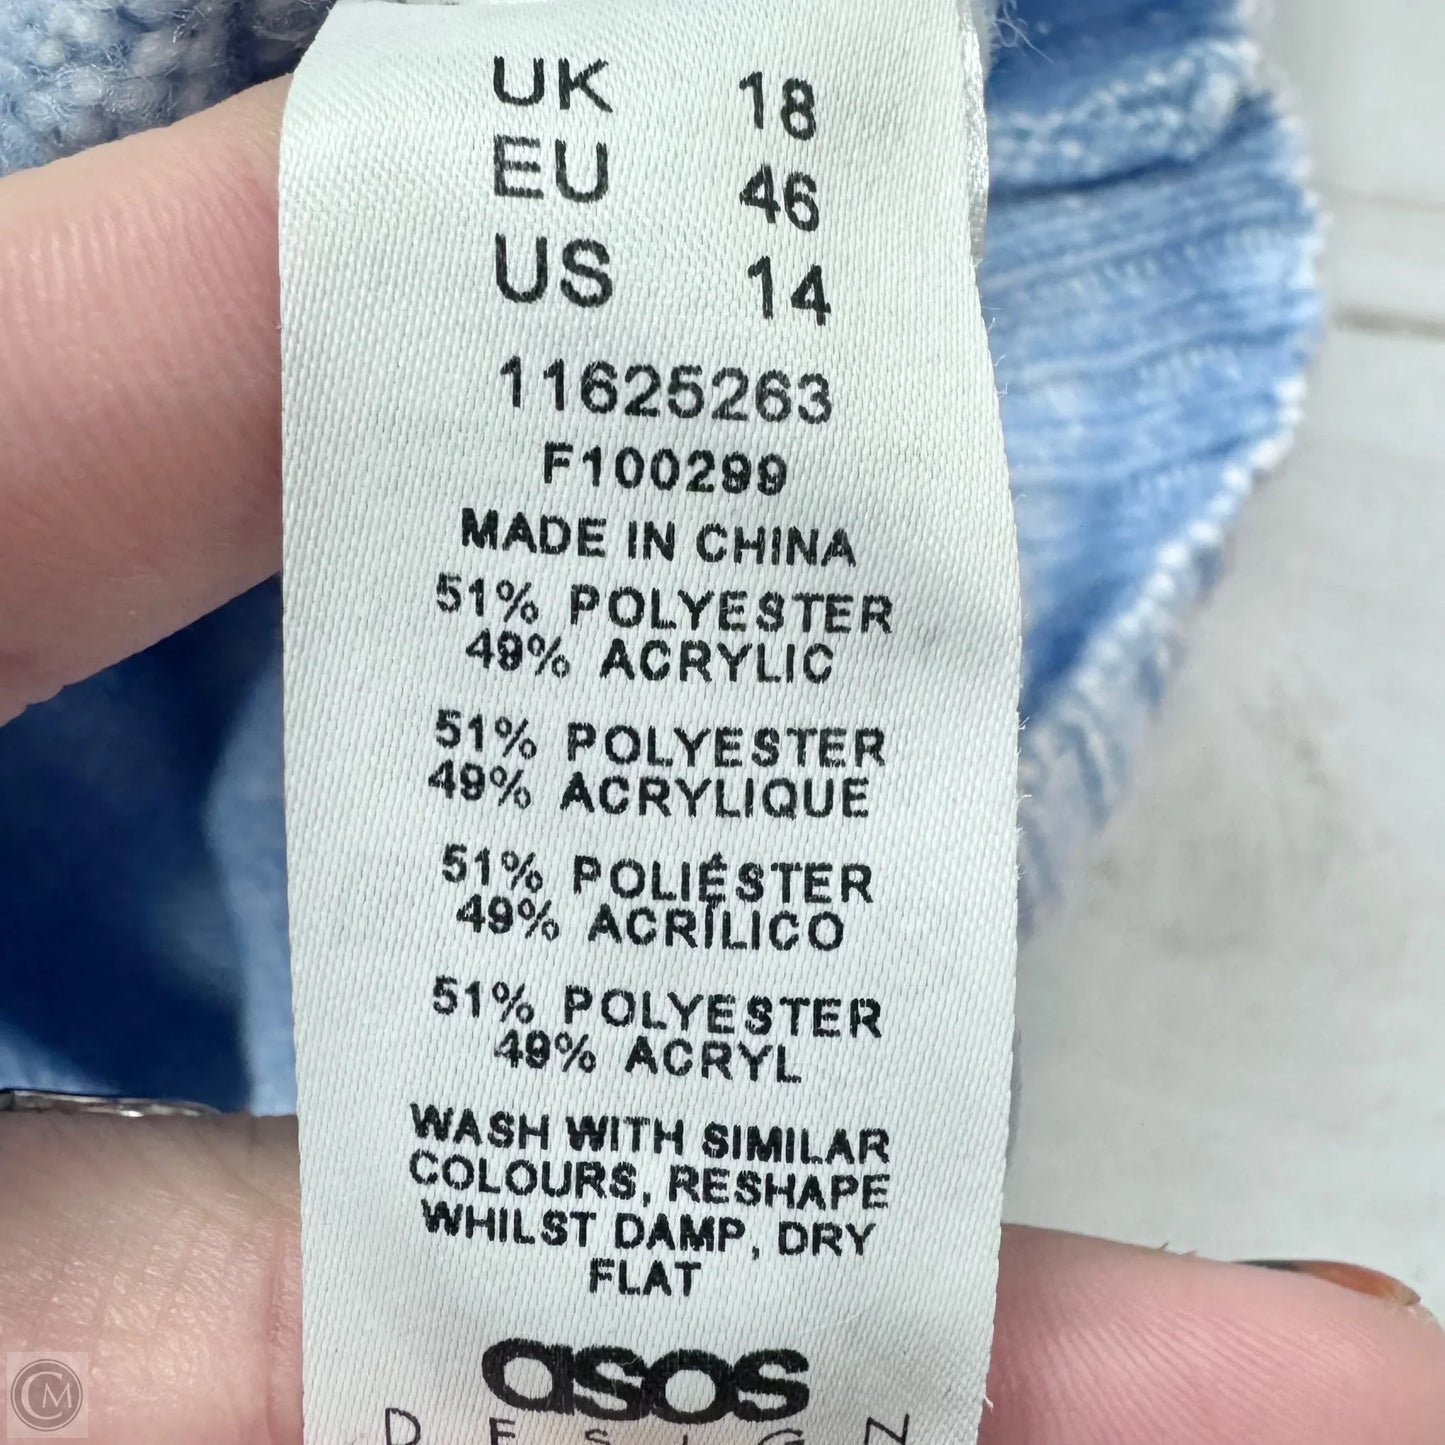 UK 18
EU 46
US 14
11625263
F100299
MADE IN CHINA
51% POLYESTER
49% ACRYLIC
51% POLYESTER
49% ACRYLIQUE
51% POLIÉSTER
49% ACRÍLICO
51% POLYESTER
49% ACRYL
WASH WITH SIMILAR
COLOURS, RESHAPE
WHILST DAMP, DRY
FLAT
asos
DESIGN
CM